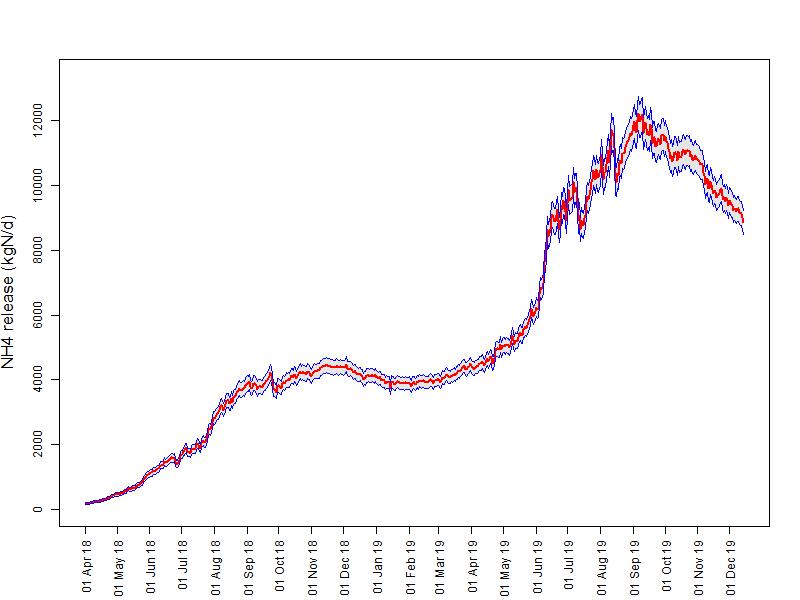 NH4 release (kgN/d)
12000
10000
8000
6000
4000
2000
0
01 Apr 18
01 May 18
01 Jun 18
01 Jul 18
01 Aug 18
01 Sep 18
01 Oct 18
01 Nov 18
01 Dec 18
01 Jan 19
01 Feb 19
01 Mar 19
01 Apr 19
01 May 19
01 Jun 19
01 Jul 19
01 Aug 19
01 Sep 19
01 Oct 19
01 Nov 19
01 Dec 19